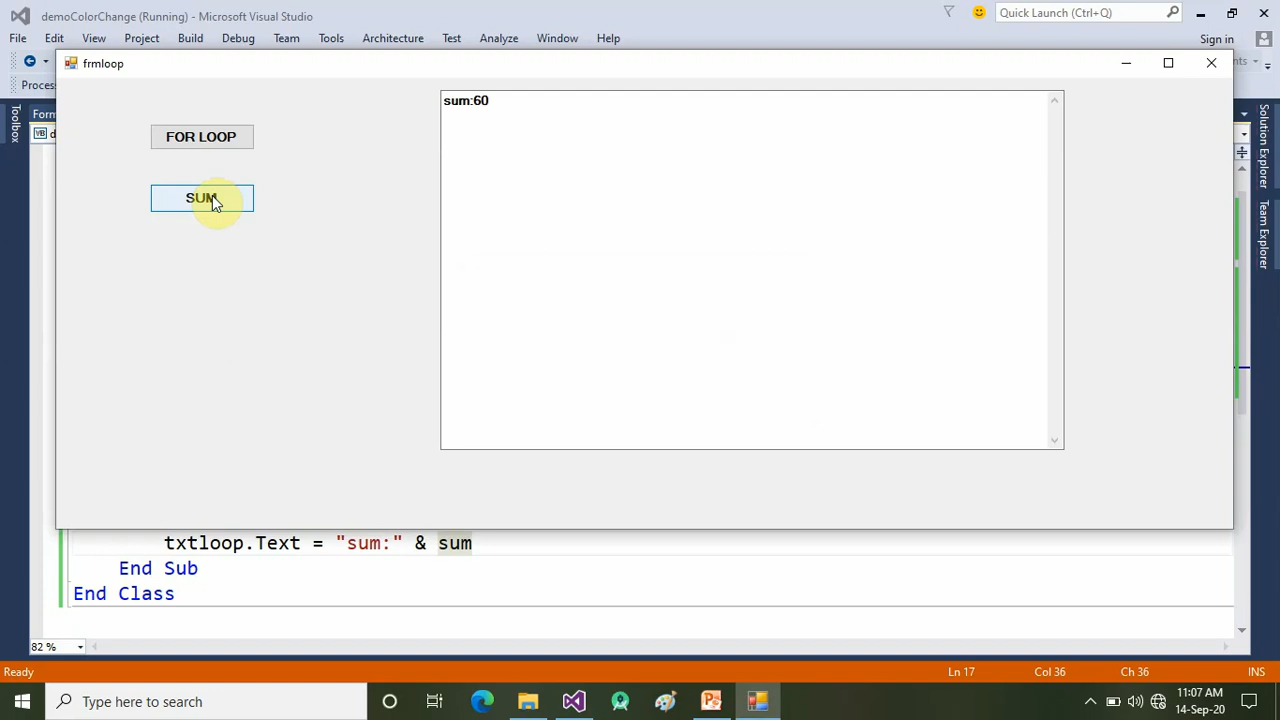 demoColorChange (Running) - Microsoft Visual Studio
Quick Launch (Ctrl+Q)
File Edit View Project Build Debug Team Tools Architecture Test Analyze Window Help
Sign in
frmloop
Proces
Toolbox
Form
FOR LOOP
SUM
sum:60
Solution Explorer
Team Explorer
txtloop.Text = "sum:" & sum
End Sub
End Class
82 %
Ready
Ln 17
Col 36
Ch 36
INS
Type here to search
11:07 AM
14-Sep-20